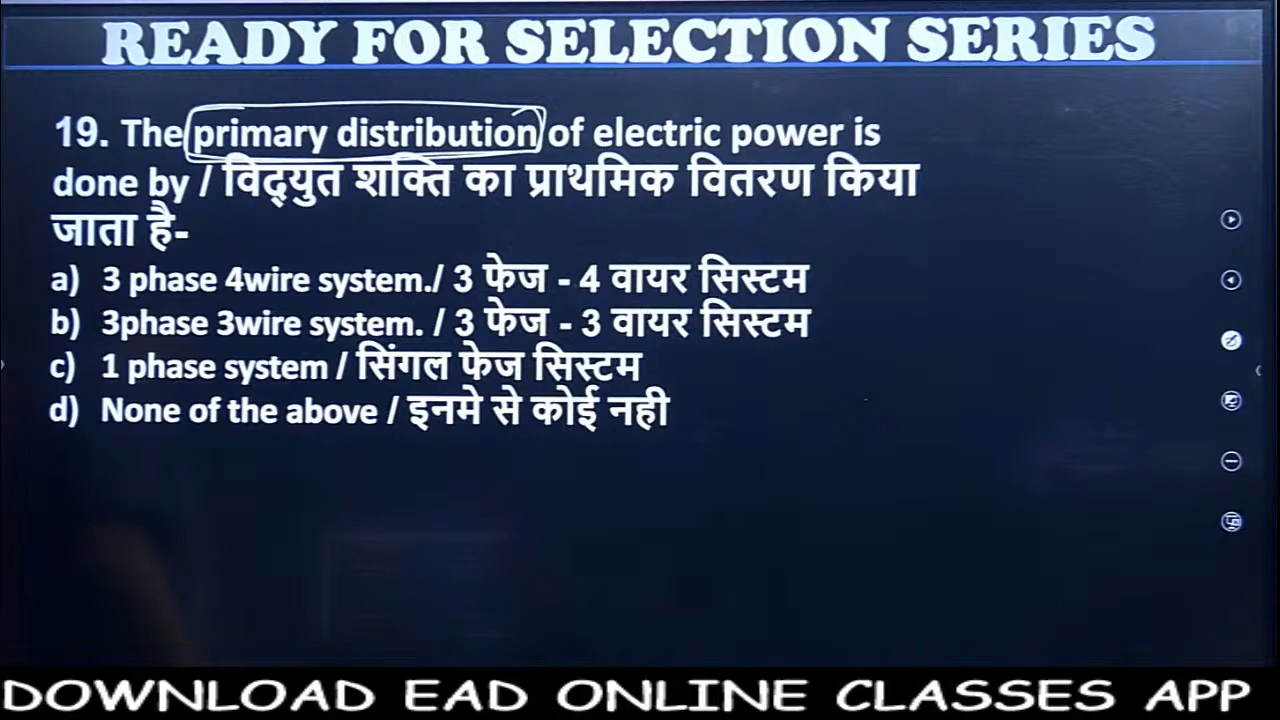 READY FOR SELECTION SERIES
19. The primary distribution of electric power is
done by / विद्युत शक्ति का प्राथमिक वितरण किया
जाता है-
a) 3 phase 4wire system./ 3 फेज - 4 वायर सिस्टम
b) 3phase 3wire system. / 3 फेज - 3 वायर सिस्टम
c) 1 phase system / सिंगल फेज सिस्टम
d) None of the above / इनमे से कोई नही
DOWNLOAD EAD ONLINE CLASSES APP